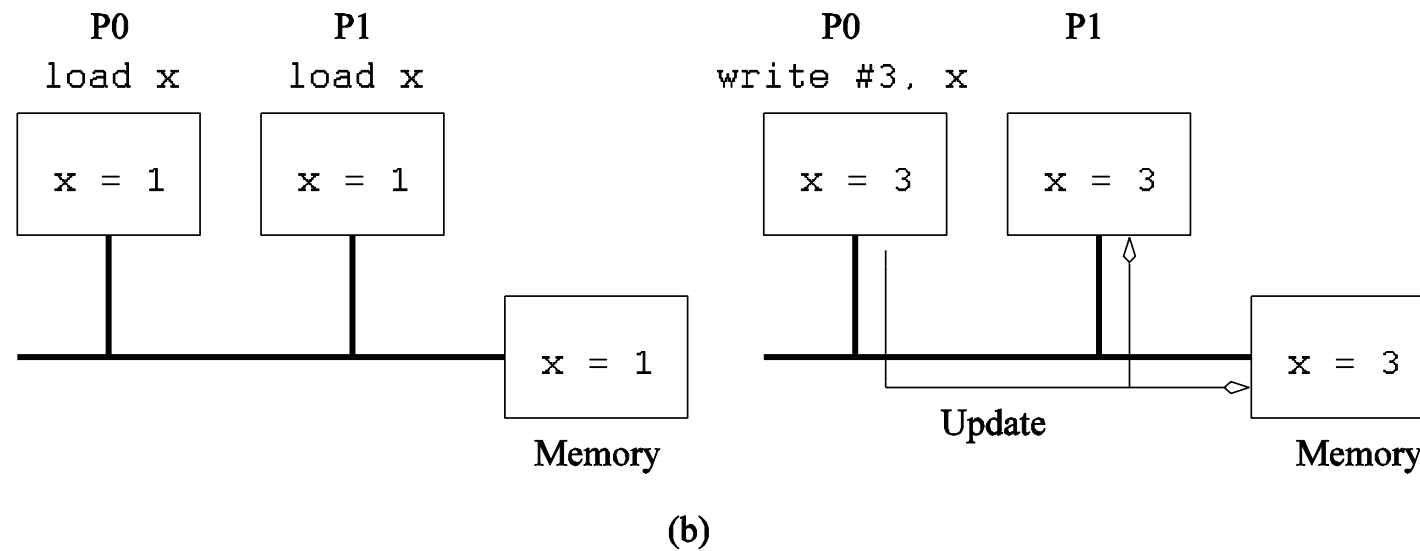 P0 P1 P0 P1
load x load x write #3, x
x = 1 x = 1 x = 3 x = 3
x = 1 x = 3
Update
Memory Memory
(b)